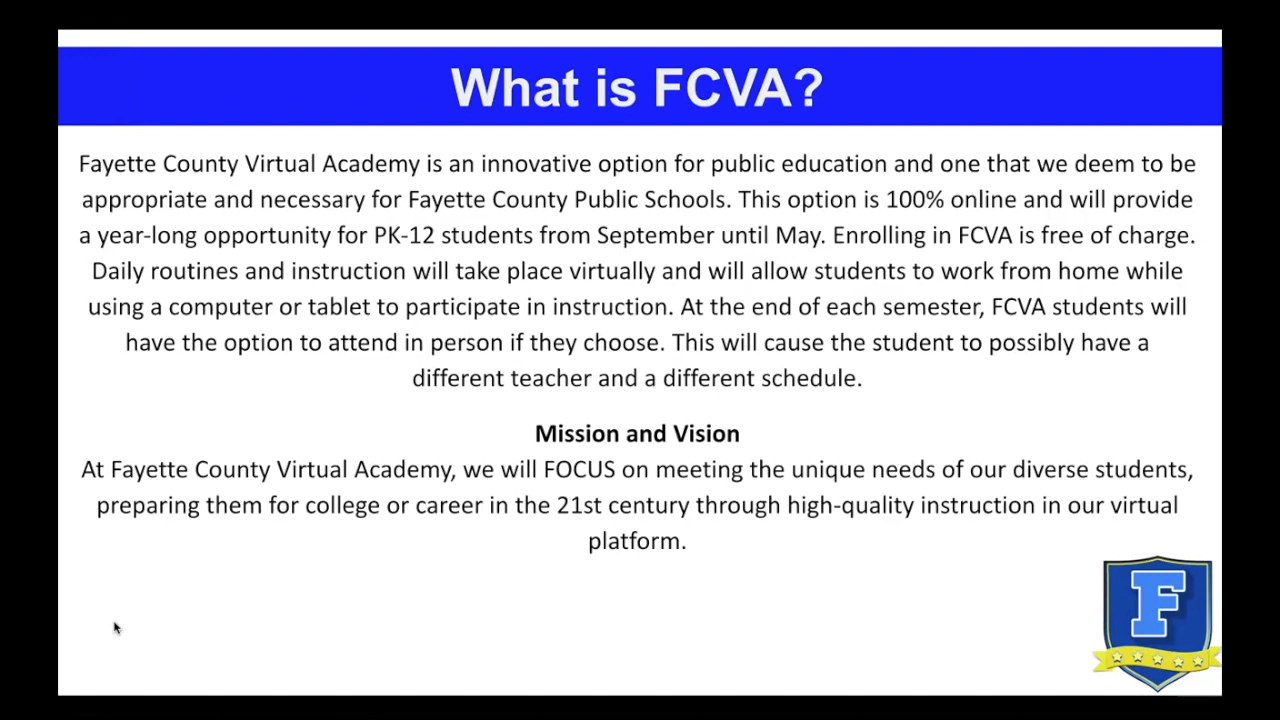 What is FCVA?
Fayette County Virtual Academy is an innovative option for public education and one that we deem to be
appropriate and necessary for Fayette County Public Schools. This option is 100% online and will provide
a year-long opportunity for PK-12 students from September until May. Enrolling in FCVA is free of charge.
Daily routines and instruction will take place virtually and will allow students to work from home while
using a computer or tablet to participate in instruction. At the end of each semester, FCVA students will
have the option to attend in person if they choose. This will cause the student to possibly have a
different teacher and a different schedule.
Mission and Vision
At Fayette County Virtual Academy, we will FOCUS on meeting the unique needs of our diverse students,
preparing them for college or career in the 21st century through high-quality instruction in our virtual
platform.
F